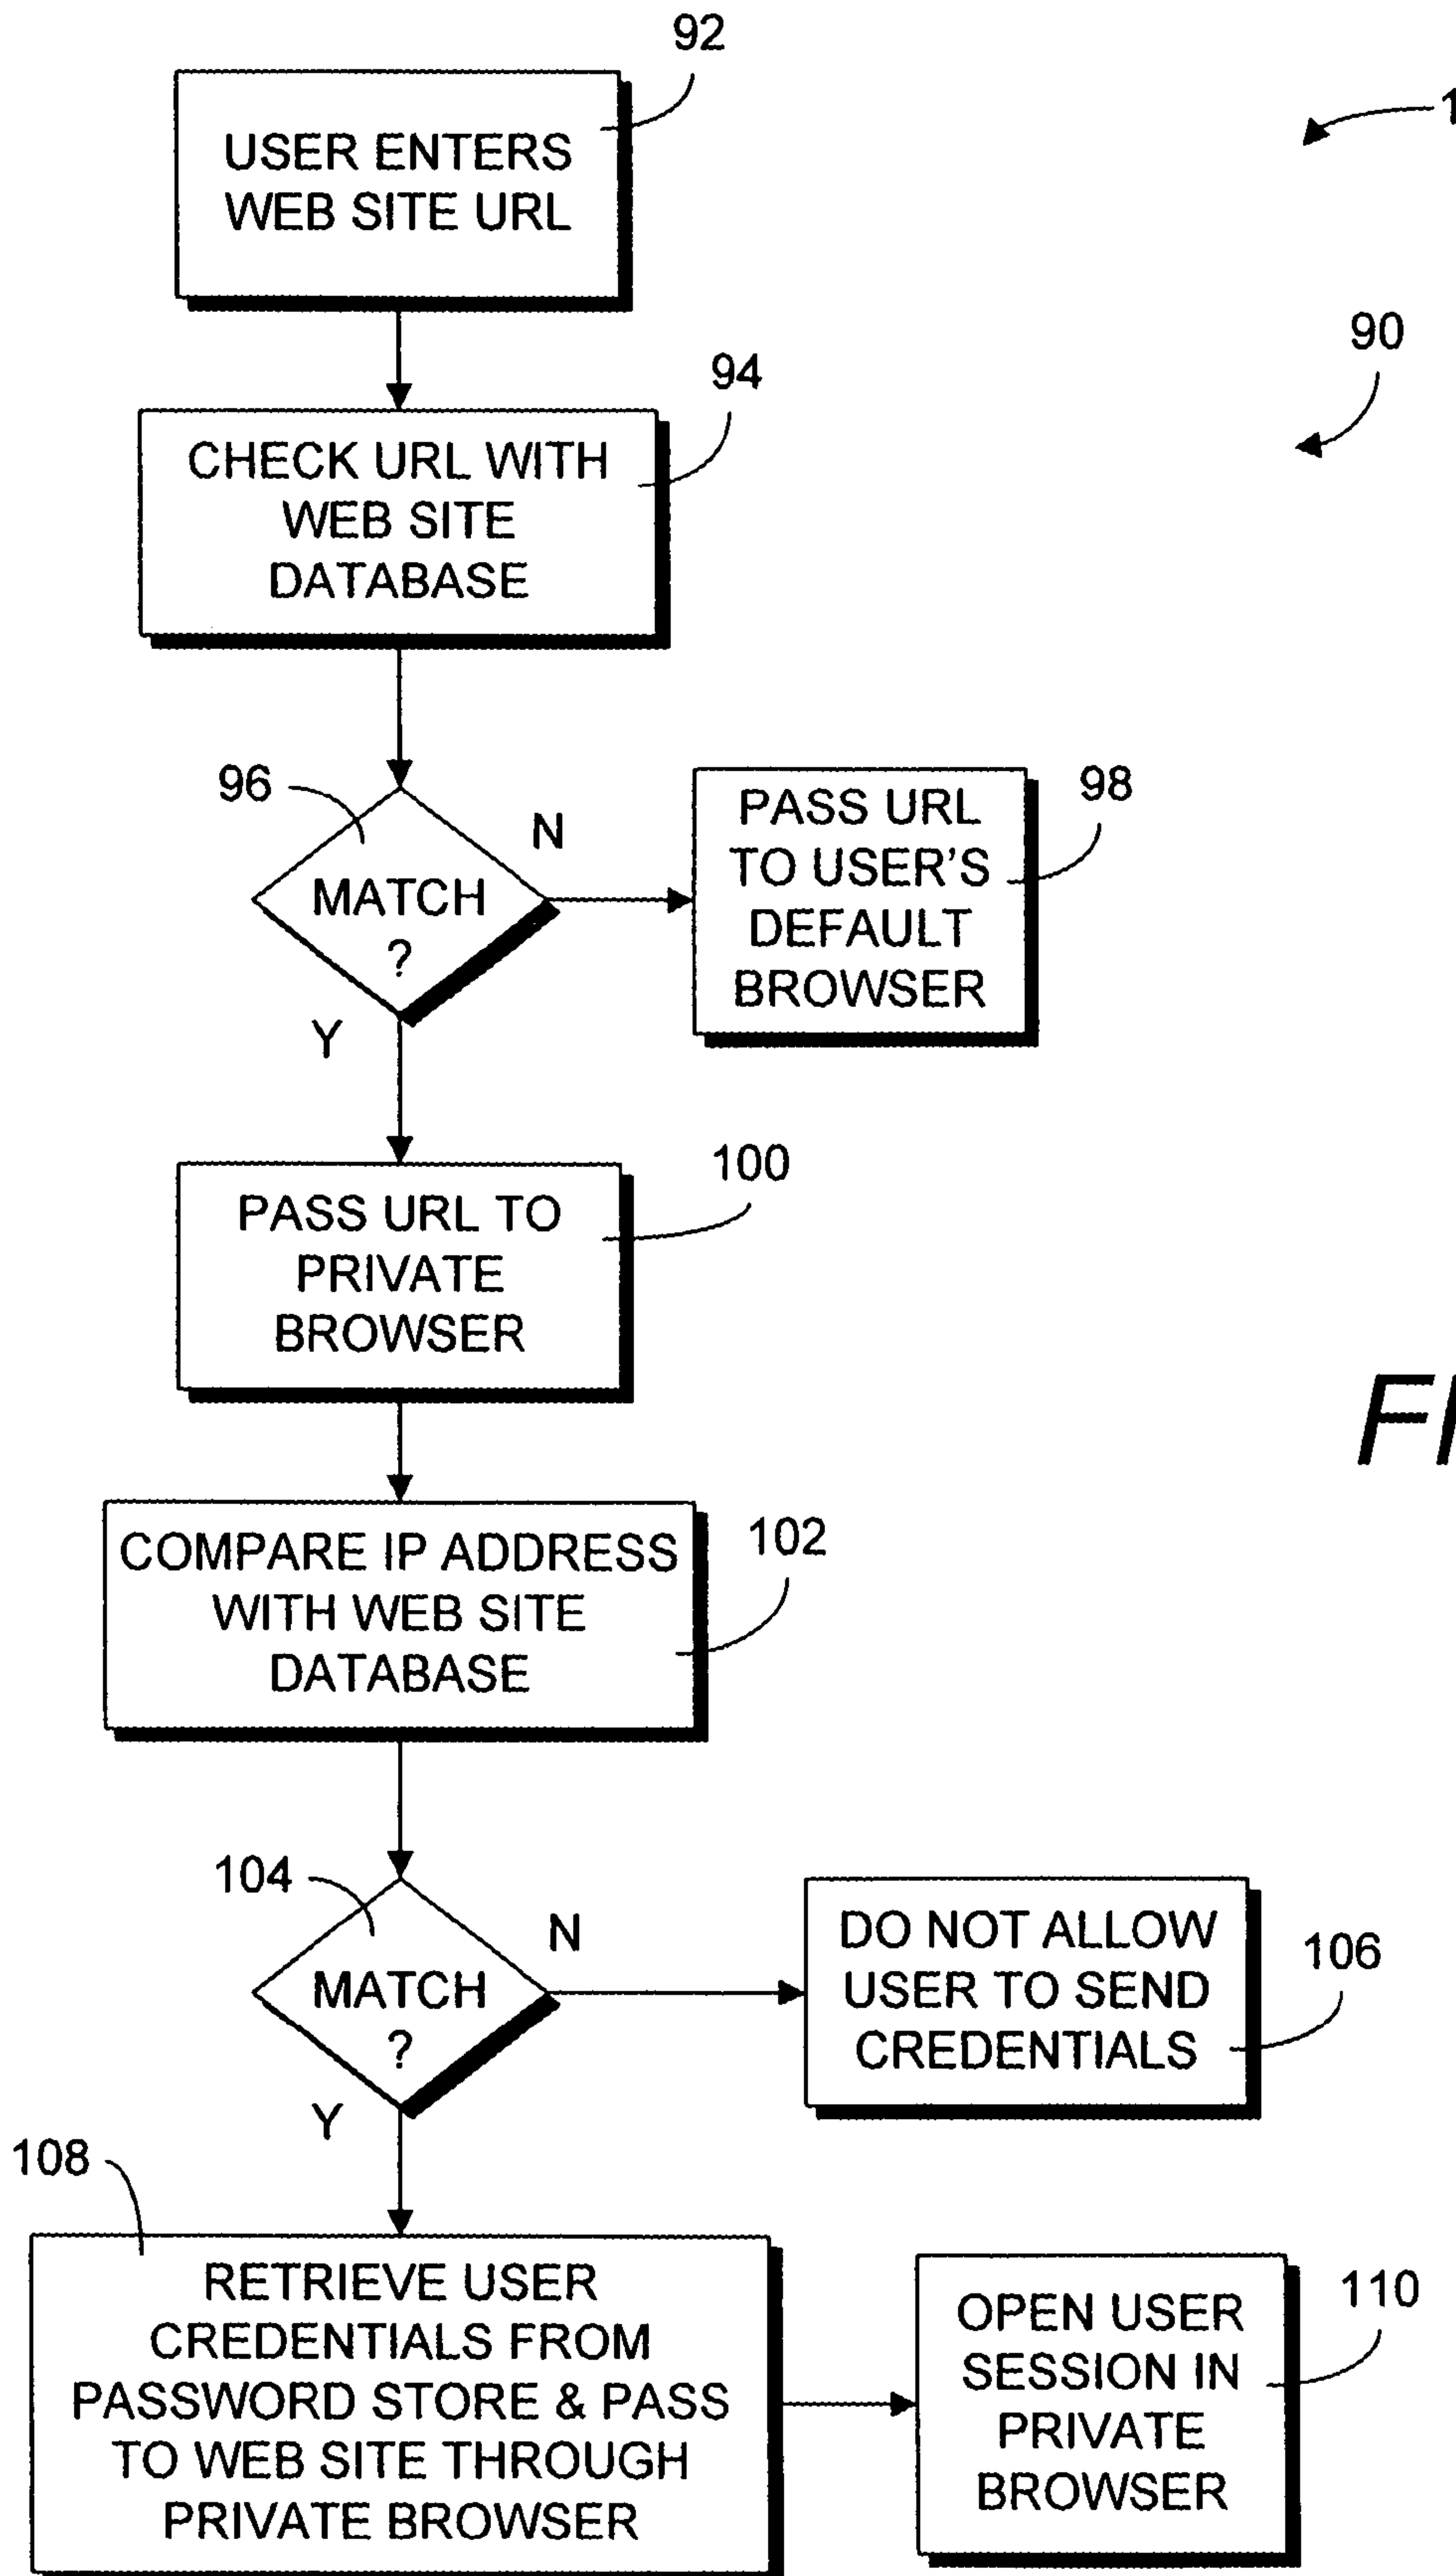 92
USER ENTERS
WEB SITE URL
90
94
CHECK URL WITH
WEB SITE
DATABASE
96
MATCH
?
N
Y
98
PASS URL
TO USER'S
DEFAULT
BROWSER
100
PASS URL TO
PRIVATE
BROWSER
102
COMPARE IP ADDRESS
WITH WEB SITE
DATABASE
104
MATCH
?
N
Y
106
DO NOT ALLOW
USER TO SEND
CREDENTIALS
108
RETRIEVE USER
CREDENTIALS FROM
PASSWORD STORE & PASS
TO WEB SITE THROUGH
PRIVATE BROWSER
110
OPEN USER
SESSION IN
PRIVATE
BROWSER